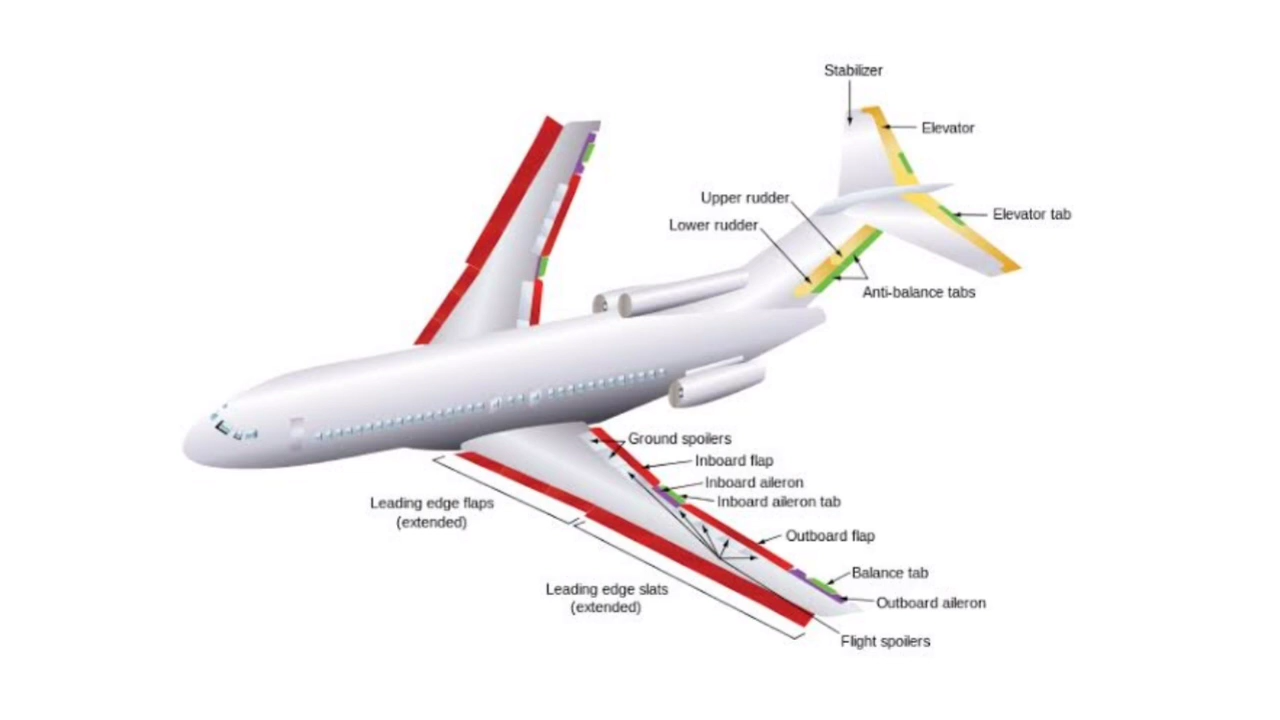 Stabilizer
Elevator
Upper rudder
Elevator tab
Lower rudder
Anti-balance tabs
Ground spoilers
Inboard flap
Inboard aileron
Inboard aileron tab
Leading edge flaps
(extended)
Outboard flap
Balance tab
Leading edge slats
(extended)
Outboard aileron
Flight spoilers